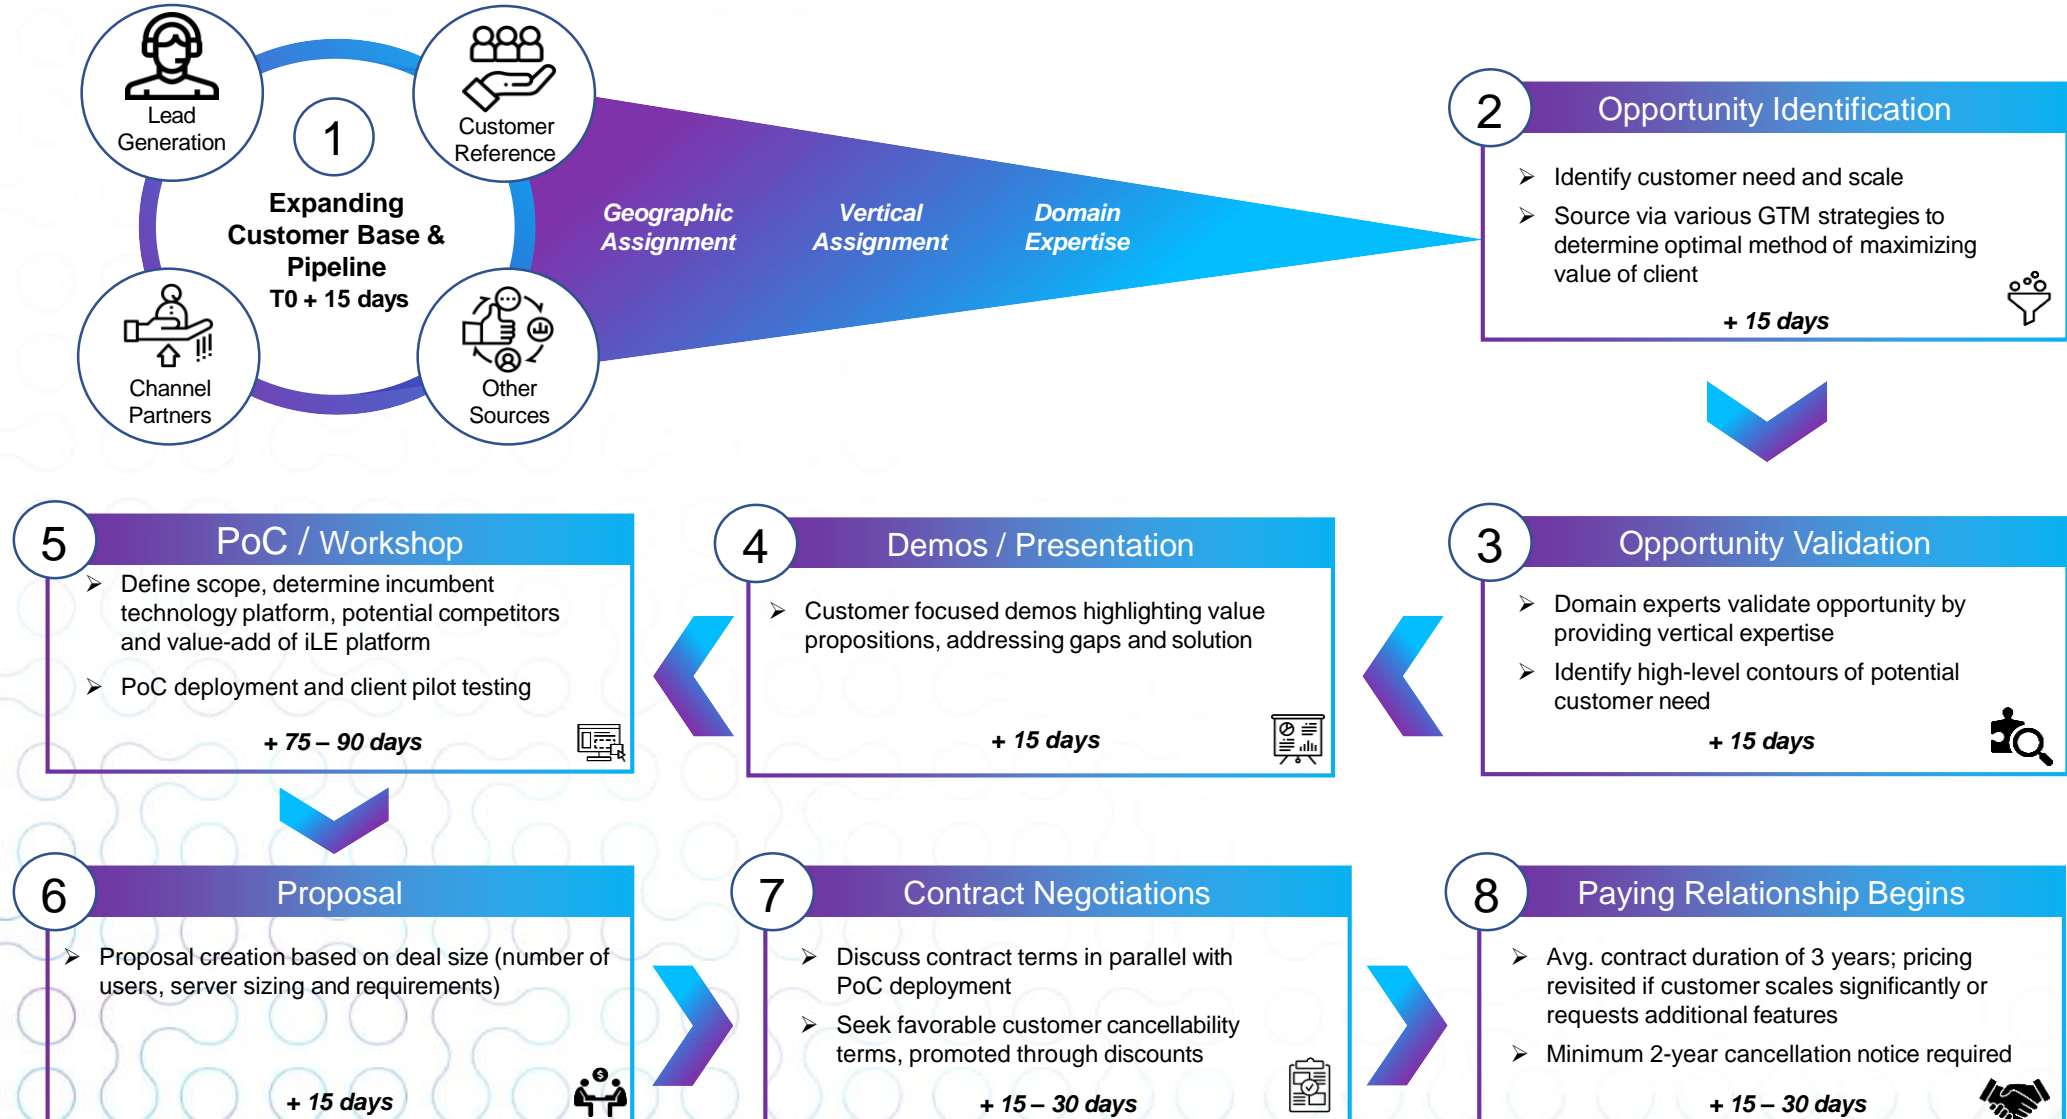 Lead
Generation
Customer
Reference
1
Expanding
Customer Base &
Pipeline
T0 + 15 days
Channel
Partners
Other
Sources
Geographic
Assignment
Vertical
Assignment
Domain
Expertise
2
Opportunity Identification
Identify customer need and scale
Source via various GTM strategies to
determine optimal method of maximizing
value of client
+ 15 days
3
Opportunity Validation
Domain experts validate opportunity by
providing vertical expertise
Identify high-level contours of potential
customer need
+ 15 days
4
Demos / Presentation
Customer focused demos highlighting value
propositions, addressing gaps and solution
+ 15 days
5
PoC / Workshop
Define scope, determine incumbent
technology platform, potential competitors
and value-add of iLE platform
PoC deployment and client pilot testing
+ 75 – 90 days
6
Proposal
Proposal creation based on deal size (number of
users, server sizing and requirements)
+ 15 days
7
Contract Negotiations
Discuss contract terms in parallel with
PoC deployment
Seek favorable customer cancellability
terms, promoted through discounts
+ 15 – 30 days
8
Paying Relationship Begins
Avg. contract duration of 3 years; pricing
revisited if customer scales significantly or
requests additional features
Minimum 2-year cancellation notice required
+ 15 – 30 days